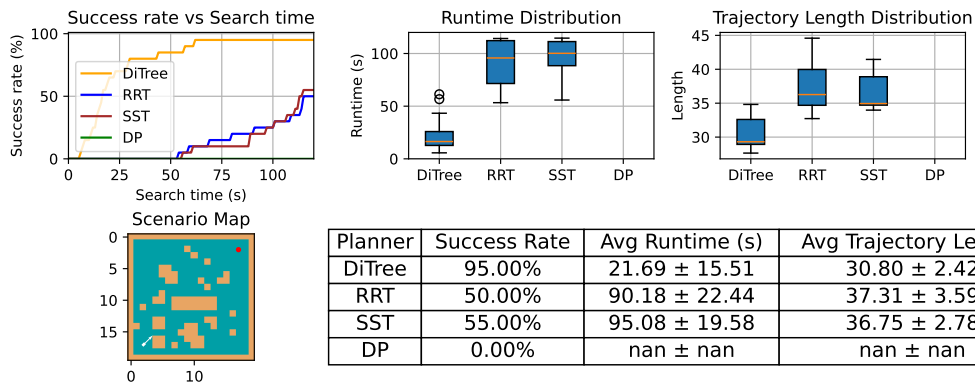 Success rate vs Search time
Success rate (%)
100
50
0
DiTree
RRT
SST
DP
0 25 50 75 100
Search time (s)
Runtime Distribution
Runtime (s)
100
50
0
DiTree RRT SST DP
Trajectory Length Distribution
Length
45
40
35
30
DiTree RRT SST DP
Scenario Map
0
5
10
15
0 10
Planner Success Rate Avg Runtime (s) Avg Trajectory Le
DiTree 95.00% 21.69 ± 15.51 30.80 ± 2.42
RRT 50.00% 90.18 ± 22.44 37.31 ± 3.59
SST 55.00% 95.08 ± 19.58 36.75 ± 2.78
DP 0.00% nan ± nan nan ± nan